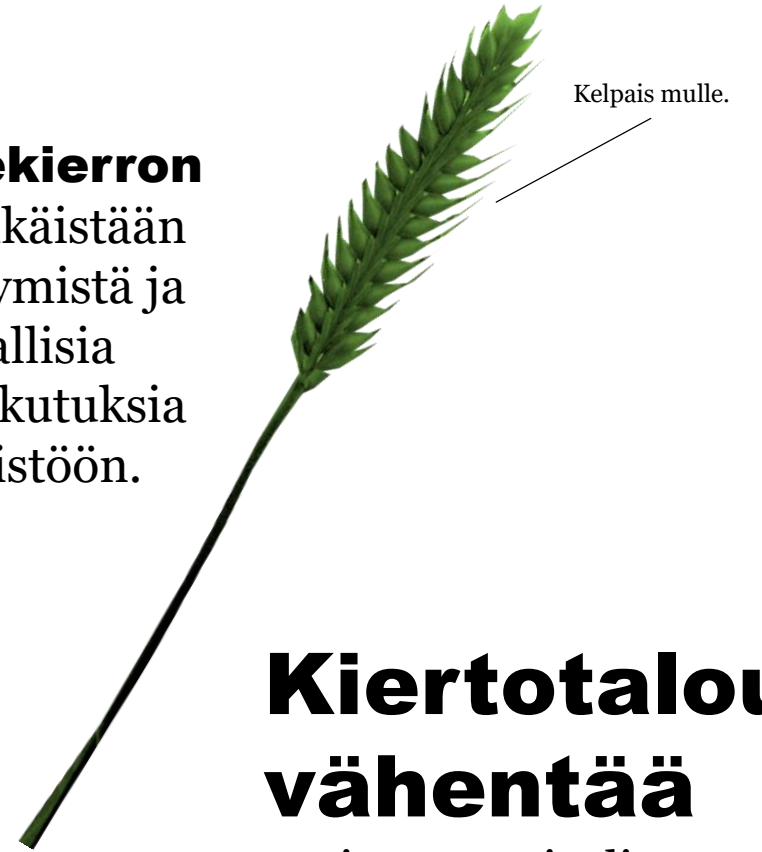 Kelpais mulle.
ekierron
käistään
ymistä ja
allisia
kutuksia
istöön.
Kiertotalou
vähentää